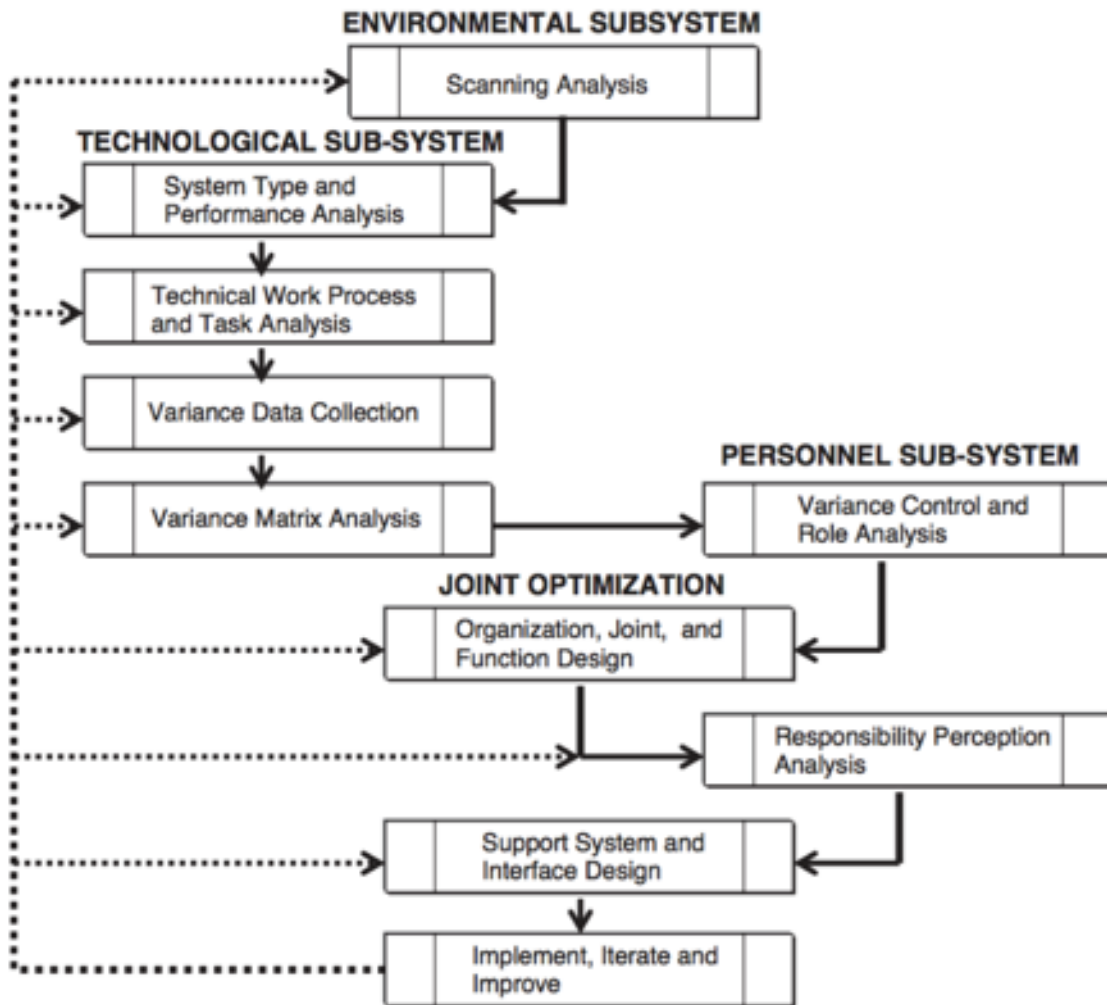 ENVIRONMENTAL SUBSYSTEM
Scanning Analysis
TECHNOLOGICAL SUB-SYSTEM
System Type and
Performance Analysis
Technical Work Process
and Task Analysis
Variance Data Collection
Variance Matrix Analysis
PERSONNEL SUB-SYSTEM
Variance Control and
Role Analysis
JOINT OPTIMIZATION
Organization, Joint, and
Function Design
Responsibility Perception
Analysis
Support System and
Interface Design
Implement, Iterate and
Improve